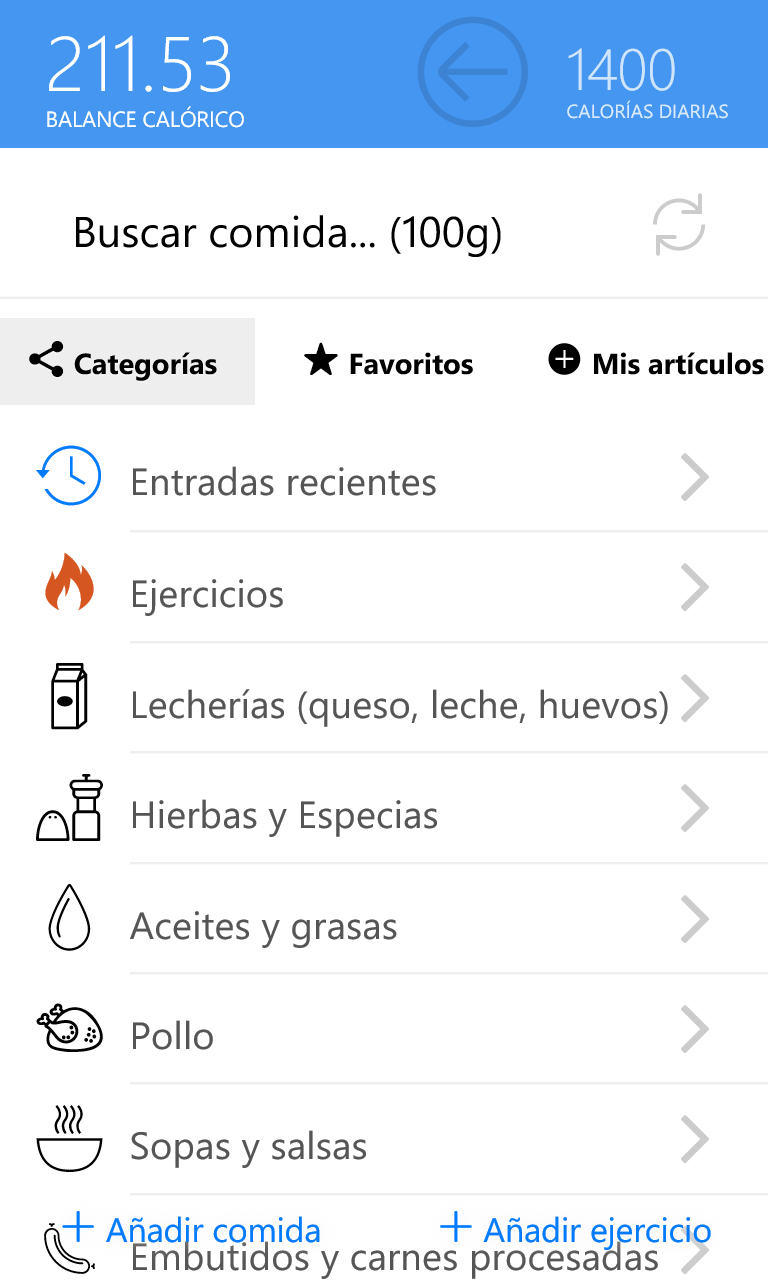 211.53
BALANCE CALÓRICO
1400
CALORÍAS DIARIAS
Buscar comida... (100g)
Categorías
Favoritos
Mis artículos
Entradas recientes
Ejercicios
Lecherías (queso, leche, huevos)
Hierbas y Especias
Aceites y grasas
Pollo
Sopas y salsas
Añadir comida
Añadir ejercicio
Embutidos y carnes procesadas